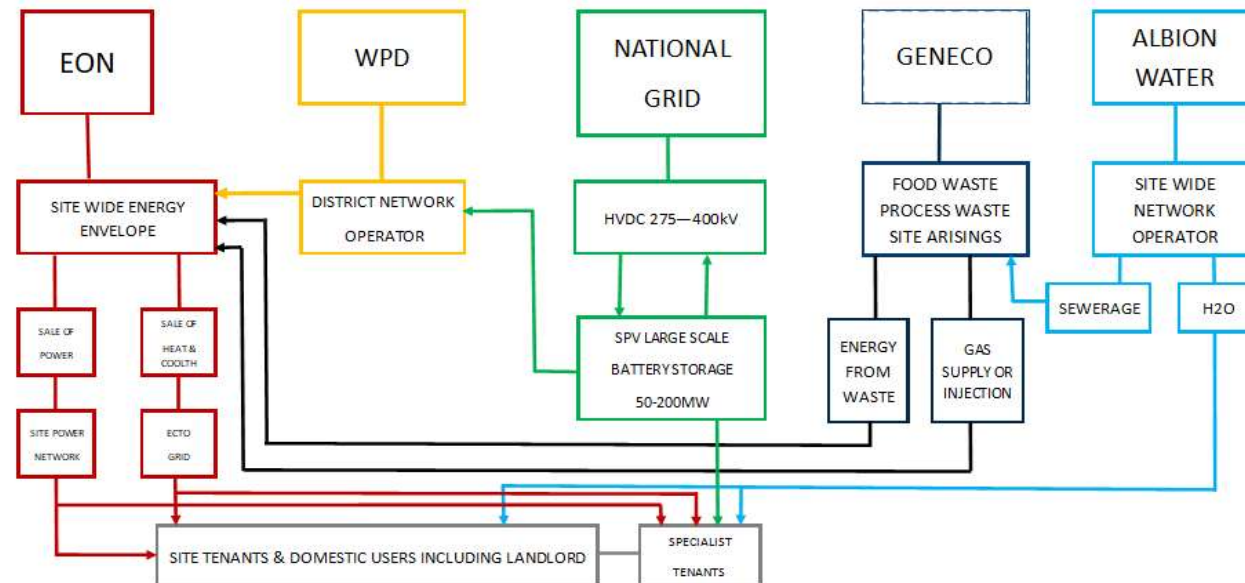 EON
WPD
NATIONAL
GRID
GENECO
ALBION
WATER
SITE WIDE ENERGY
ENVELOPE
DISTRICT NETWORK
OPERATOR
HVDC 275—400kV
FOOD WASTE
PROCESS WASTE
SITE ARISINGS
SITE WIDE
NETWORK
OPERATOR
SALE OF
POWER
SALE OF
HEAT &
COOLTH
SPV LARGE SCALE
BATTERY STORAGE
50-200MW
ENERGY
FROM
WASTE
GAS
SUPPLY OR
INJECTION
SEWERAGE
H2O
SITE POWER
NETWORK
ECTO
GRID
SITE TENANTS & DOMESTIC USERS INCLUDING LANDLORD
SPECIALIST
TENANTS